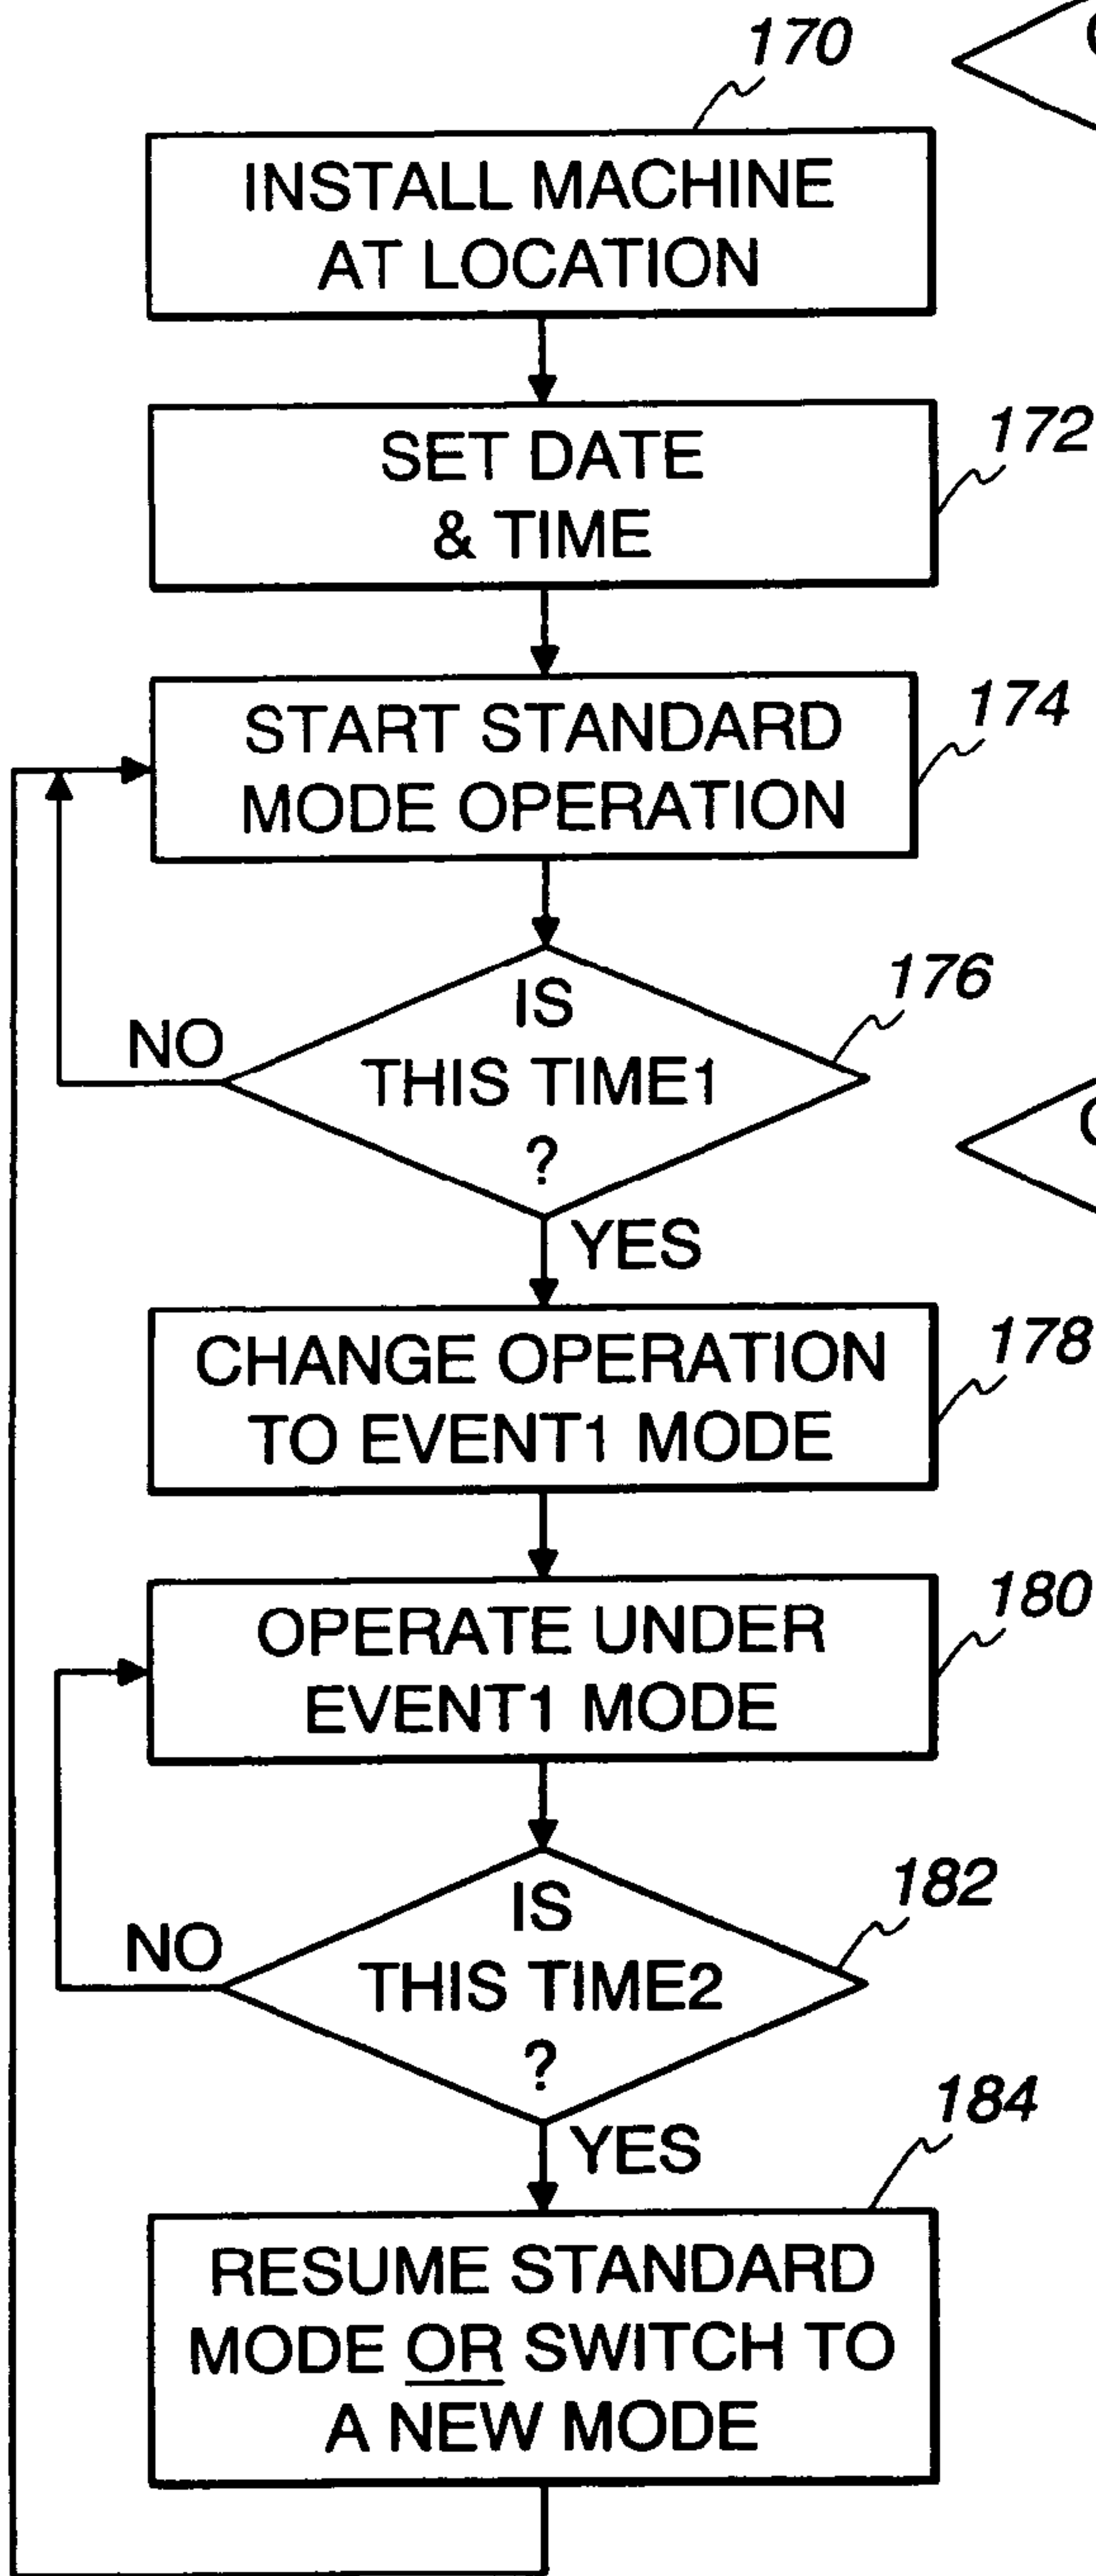 170
INSTALL MACHINE
AT LOCATION
172
SET DATE
& TIME
174
START STANDARD
MODE OPERATION
176
IS
THIS TIME1
?
NO
YES
178
CHANGE OPERATION
TO EVENT1 MODE
180
OPERATE UNDER
EVENT1 MODE
182
IS
THIS TIME2
?
NO
YES
184
RESUME STANDARD
MODE OR SWITCH TO
A NEW MODE